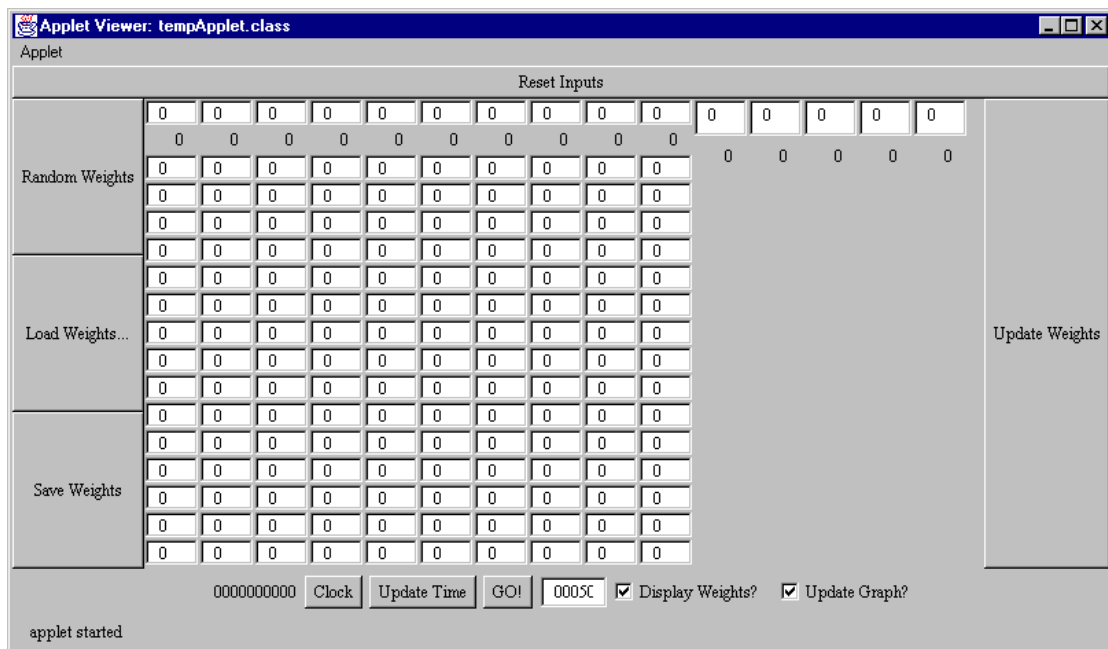 Applet Viewer: tempApplet.class
Applet
Reset Inputs
0 0 0 0 0 0 0 0 0 0 0 0 0 0 0
0 0 0 0 0 0 0 0 0 0 0 0 0 0 0
Random Weights
0 0 0 0 0 0 0 0 0 0
0 0 0 0 0 0 0 0 0 0
0 0 0 0 0 0 0 0 0 0
0 0 0 0 0 0 0 0 0 0
0 0 0 0 0 0 0 0 0 0
0 0 0 0 0 0 0 0 0 0
Load Weights...
0 0 0 0 0 0 0 0 0 0
Update Weights
0 0 0 0 0 0 0 0 0 0
0 0 0 0 0 0 0 0 0 0
0 0 0 0 0 0 0 0 0 0
0 0 0 0 0 0 0 0 0 0
0 0 0 0 0 0 0 0 0 0
Save Weights
0 0 0 0 0 0 0 0 0 0
0 0 0 0 0 0 0 0 0 0
0 0 0 0 0 0 0 0 0 0
0000000000 Clock Update Time GO! 00050 Display Weights? Update Graph?
applet started